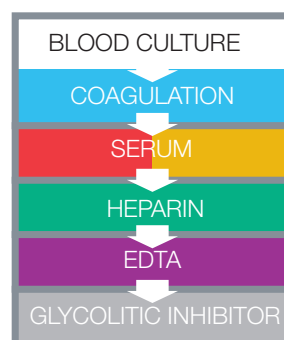 BLOOD CULTURE
COAGULATION
SERUM
HEPARIN
EDTA
GLYCOLITIC INHIBITOR